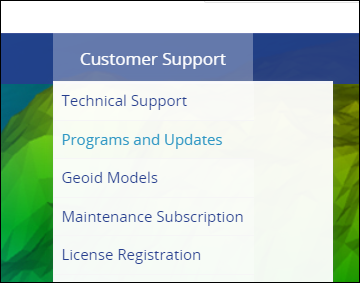 Customer Support
Technical Support
Programs and Updates
Geoid Models
Maintenance Subscription
License Registration